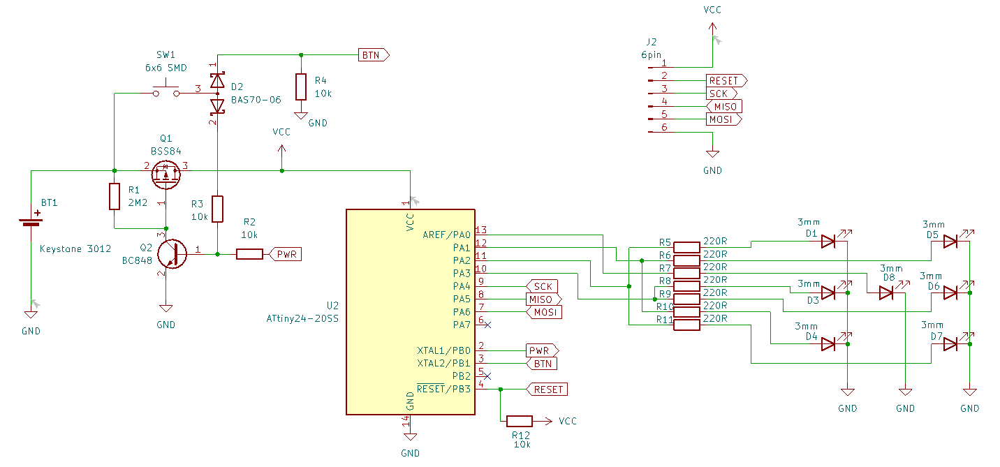 VCC
J2
6pin
1
2
3
4
5
6
RESET
SCK
MISO
MOSI
GND
SW1
6x6 SMD
1
3
2
D2
BAS70-06
BTN
R4
10k
GND
VCC
Q1
BSS84
2
3
1
R1
2M2
BT1
Keystone 3012
GND
R3
10k
R2
10k
PWR
Q2
BC848
3
1
2
GND
1
VCC
U2
ATtiny24-20SS
AREF/PA0
PA1
PA2
PA3
PA4
PA5
PA6
PA7
XTAL1/PB0
XTAL2/PB1
PB2
RESET/PB3
13
12
11
10
9
8
7
6
2
3
5
4
SCK
MISO
MOSI
PWR
BTN
RESET
GND
14
GND
R12
10k
VCC
R5 220R
R6 220R
R7 220R
R8 220R
R9 220R
R10 220R
R11 220R
3mm
D1
3mm
D5
3mm
D8
3mm
D3
3mm
D6
3mm
D4
3mm
D7
GND
GND
GND